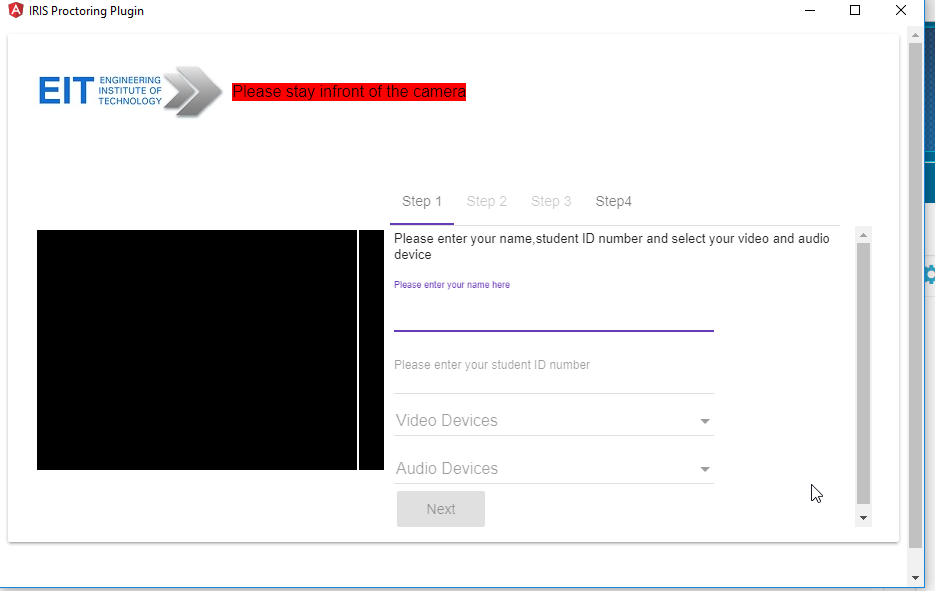 IRIS Proctoring Plugin
EIT
ENGINEERING
INSTITUTE OF
TECHNOLOGY
Please stay infront of the camera
Step 1 Step 2 Step 3 Step4
Please enter your name,student ID number and select your video and audio
device
Please enter your name here
Please enter your student ID number
Video Devices
Audio Devices
Next